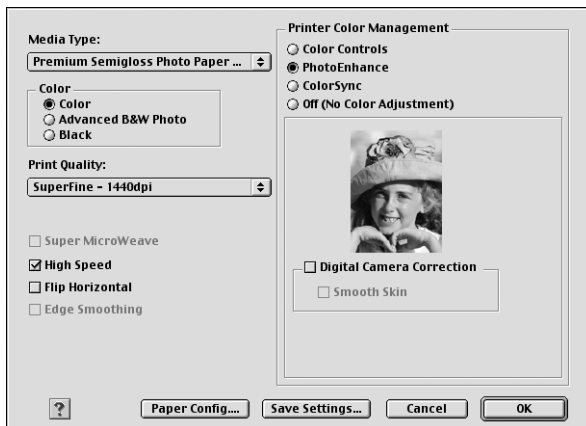 Media Type:
Premium Semigloss Photo Paper ...
Color
Color
Advanced B&W Photo
Black
Print Quality:
SuperFine - 1440dpi
Super MicroWeave
High Speed
Flip Horizontal
Edge Smoothing
Printer Color Management
Color Controls
PhotoEnhance
ColorSync
Off (No Color Adjustment)
Digital Camera Correction
Smooth Skin
?
Paper Config....
Save Settings...
Cancel
OK